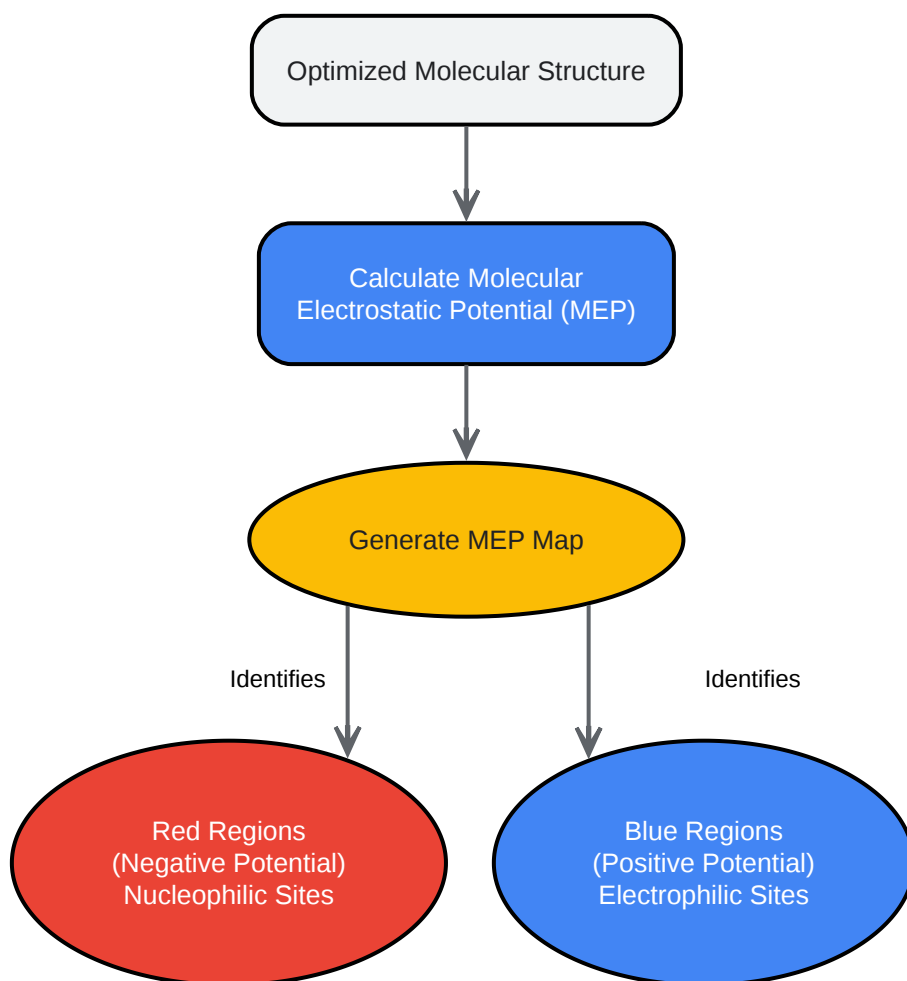 Optimized Molecular Structure
Calculate Molecular
Electrostatic Potential (MEP)
Generate MEP Map
Identifies
Identifies
Red Regions
(Negative Potential)
Nucleophilic Sites
Blue Regions
(Positive Potential)
Electrophilic Sites